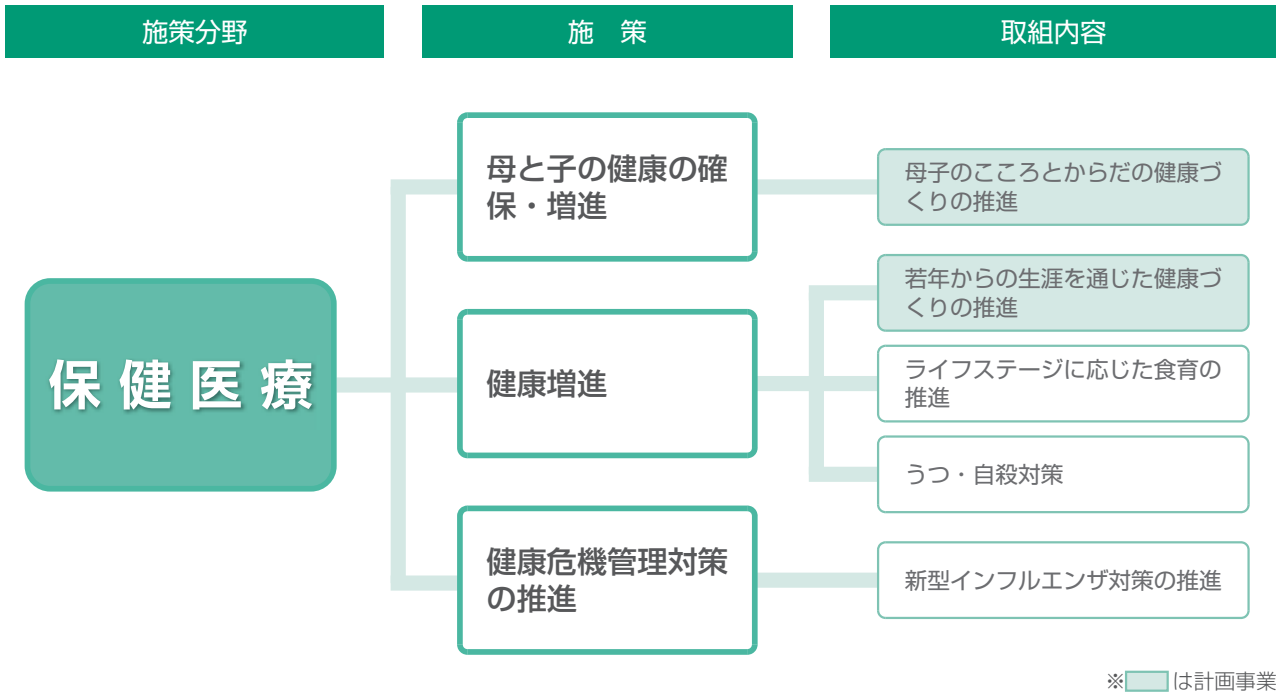 施策分野
施　策
取組内容
保健医療
母と子の健康の確
保・増進
母子のこころとからだの健康づ
くりの推進
健康増進
若年からの生涯を通じた健康づ
くりの推進
ライフステージに応じた食育の
推進
うつ・自殺対策
健康危機管理対策
の推進
新型インフルエンザ対策の推進
※ は計画事業